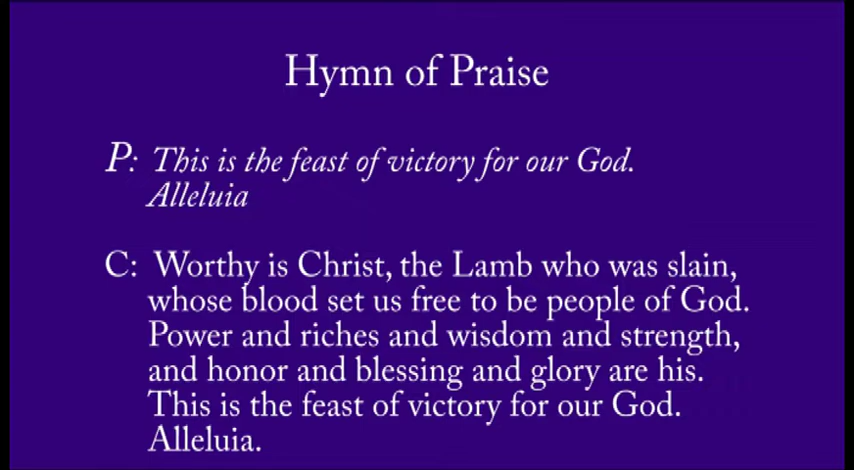 Hymn of Praise
P: This is the feast of victory for our God.
Alleluia
C: Worthy is Christ, the Lamb who was slain,
whose blood set us free to be people of God.
Power and riches and wisdom and strength,
and honor and blessing and glory are his.
This is the feast of victory for our God.
Alleluia.